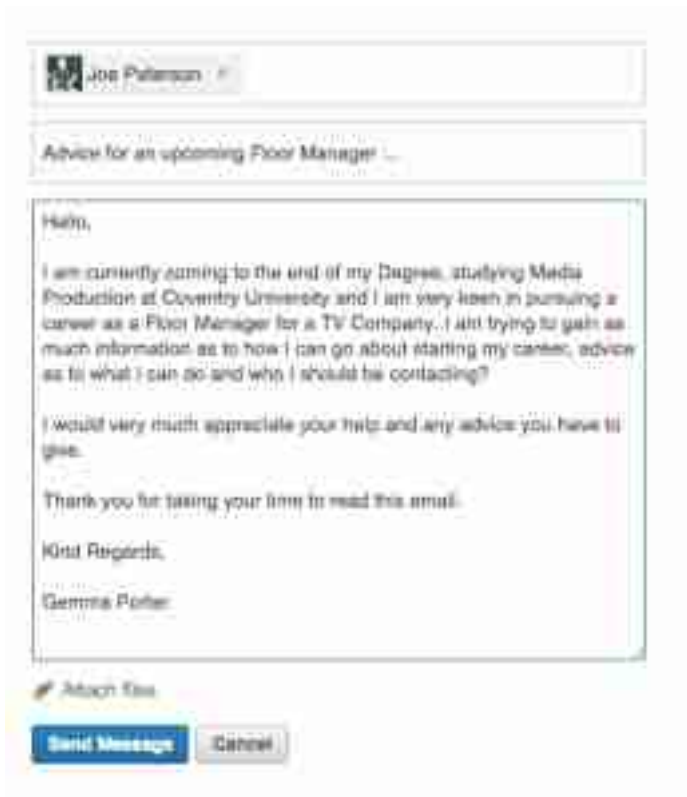 Joe Paterson ×
Advice for an upcoming Floor Manager ...
Hello,
I am currently coming to the end of my Degree, studying Media
Production at Coventry University and I am very keen in pursuing a
career as a Floor Manager for a TV Company. I am trying to gain as
much information as to how I can go about starting my career, advice
as to what I can do and who I should be contacting?
I would very much appreciate your help and any advice you have to
give.
Thank you for taking your time to read this email.
Kind Regards,
Gemma Porter
Attach files
Send Message Cancel